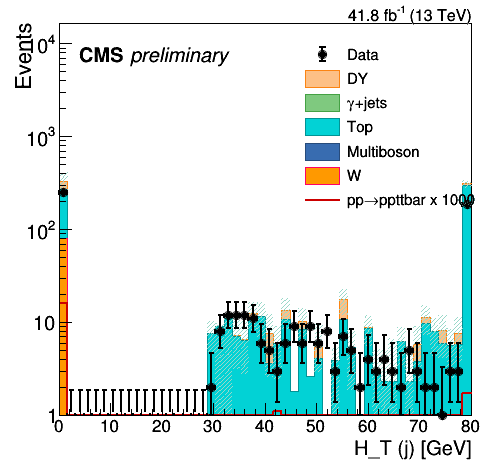 41.8 fb⁻¹ (13 TeV)
Events
CMS preliminary
Data
DY
γ+jets
Top
Multiboson
W
pp→ppttbar x 1000
10⁴
10³
10²
10
1
0 10 20 30 40 50 60 70 80
H_T (j) [GeV]